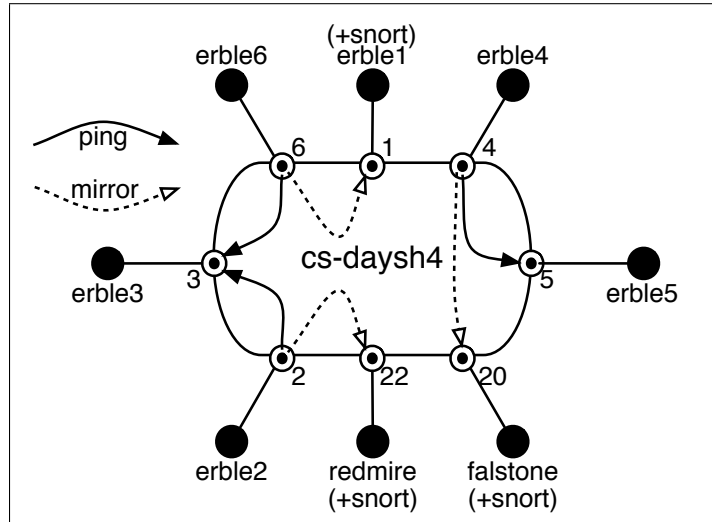 (+snort)
erble6 erble1 erble4
ping
6 1 4
mirror
cs-daysh4
3 5
erble3 erble5
2 22 20
erble2 redmire falstone
(+snort) (+snort)